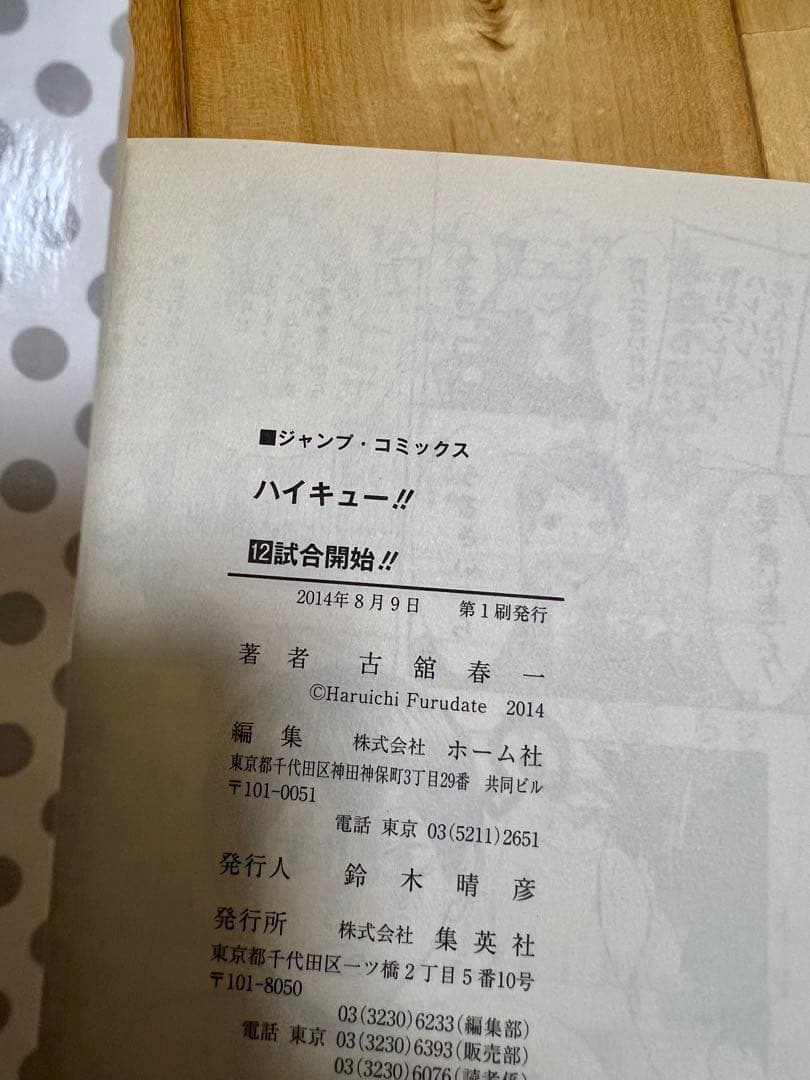 ■ジャンプ・コミックス
ハイキュー!!
12試合開始!!
2014年8月9日　第1刷発行
著者　古舘春一
©Haruichi Furudate 2014
編集　株式会社 ホーム社
東京都千代田区神田神保町3丁目29番　共同ビル
〒101-0051
電話 東京 03(5211)2651
発行人　鈴木晴彦
発行所　株式会社 集英社
東京都千代田区一ツ橋2丁目5番10号
〒101-8050
03(3230)6233(編集部)
電話 東京 03(3230)6393(販売部)
03(3230)6076(読者係)